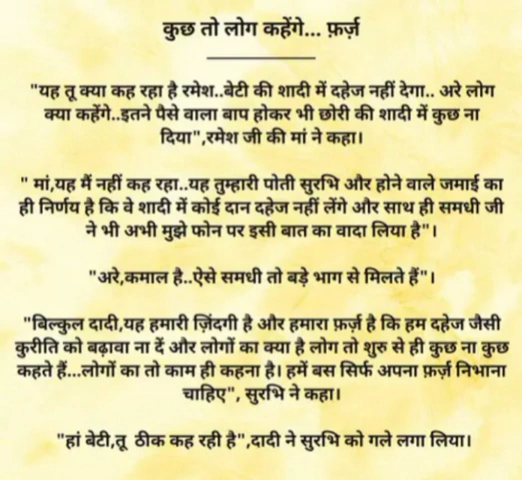 कुछ तो लोग कहेंगे... फ़र्ज़
"यह तू क्या कह रहा है रमेश..बेटी की शादी में दहेज नहीं देगा.. अरे लोग
क्या कहेंगे..इतने पैसे वाला बाप होकर भी छोरी की शादी में कुछ ना
दिया",रमेश जी की मां ने कहा।
" मां,यह मैं नहीं कह रहा..यह तुम्हारी पोती सुरभि और होने वाले जमाई का
ही निर्णय है कि वे शादी में कोई दान दहेज नहीं लेंगे और साथ ही समधी जी
ने भी अभी मुझे फोन पर इसी बात का वादा लिया है"।
"अरे,कमाल है..ऐसे समधी तो बड़े भाग से मिलते हैं"।
"बिल्कुल दादी,यह हमारी ज़िंदगी है और हमारा फ़र्ज़ है कि हम दहेज जैसी
कुरीति को बढ़ावा ना दें और लोगों का क्या है लोग तो शुरु से ही कुछ ना कुछ
कहते हैं...लोगों का तो काम ही कहना है। हमें बस सिर्फ अपना फ़र्ज़ निभाना
चाहिए", सुरभि ने कहा।
"हां बेटी,तू ठीक कह रही है",दादी ने सुरभि को गले लगा लिया।